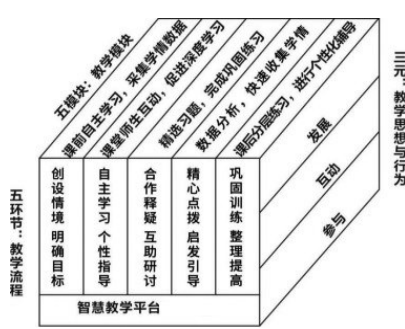 五模块：教学模块
课前自主学习，采集学情数据
课堂师生互动，促进深度学习
精选习题，完成巩固练习
数据分析，快速收集学情
课后分层练习，进行个性化辅导
三元：教学思想与行为
发展
互动
参与
五环节：教学流程
创设情境 明确目标
自主学习 个性指导
合作释疑 互助研讨
精心点拨 启发引导
巩固训练 整理提高
智慧教学平台